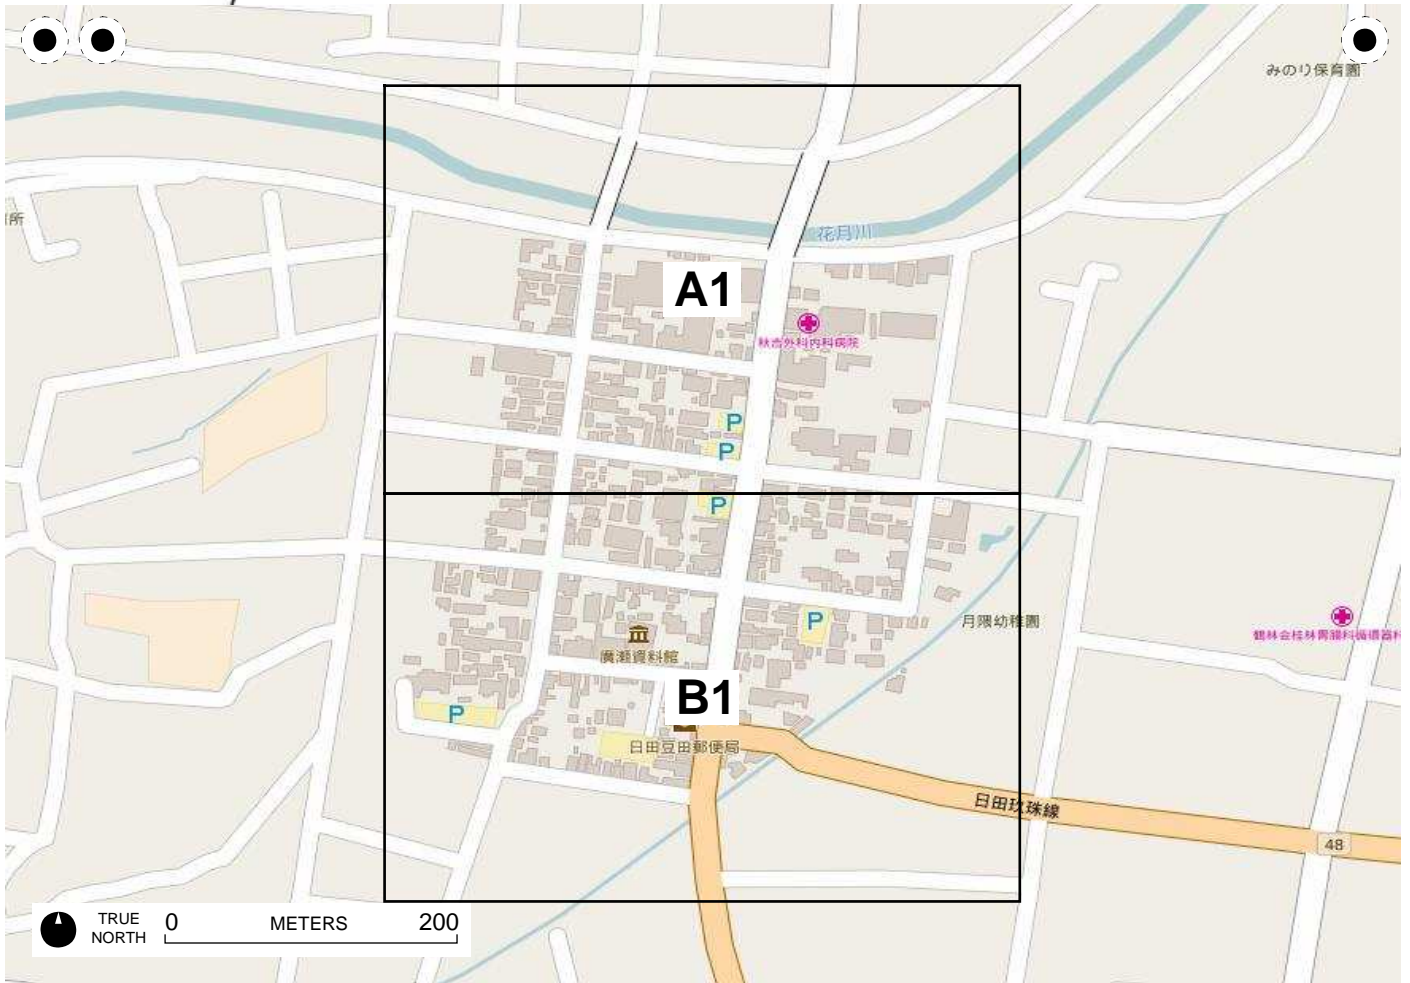 みのり保育園
所
花月川
A1
秋吉外科内科病院
P
P
P
P
月隈幼稚園
廣瀬資料館
B1
P
日田豆田郵便局
日田玖珠線
48
TRUE NORTH
0 METERS 200